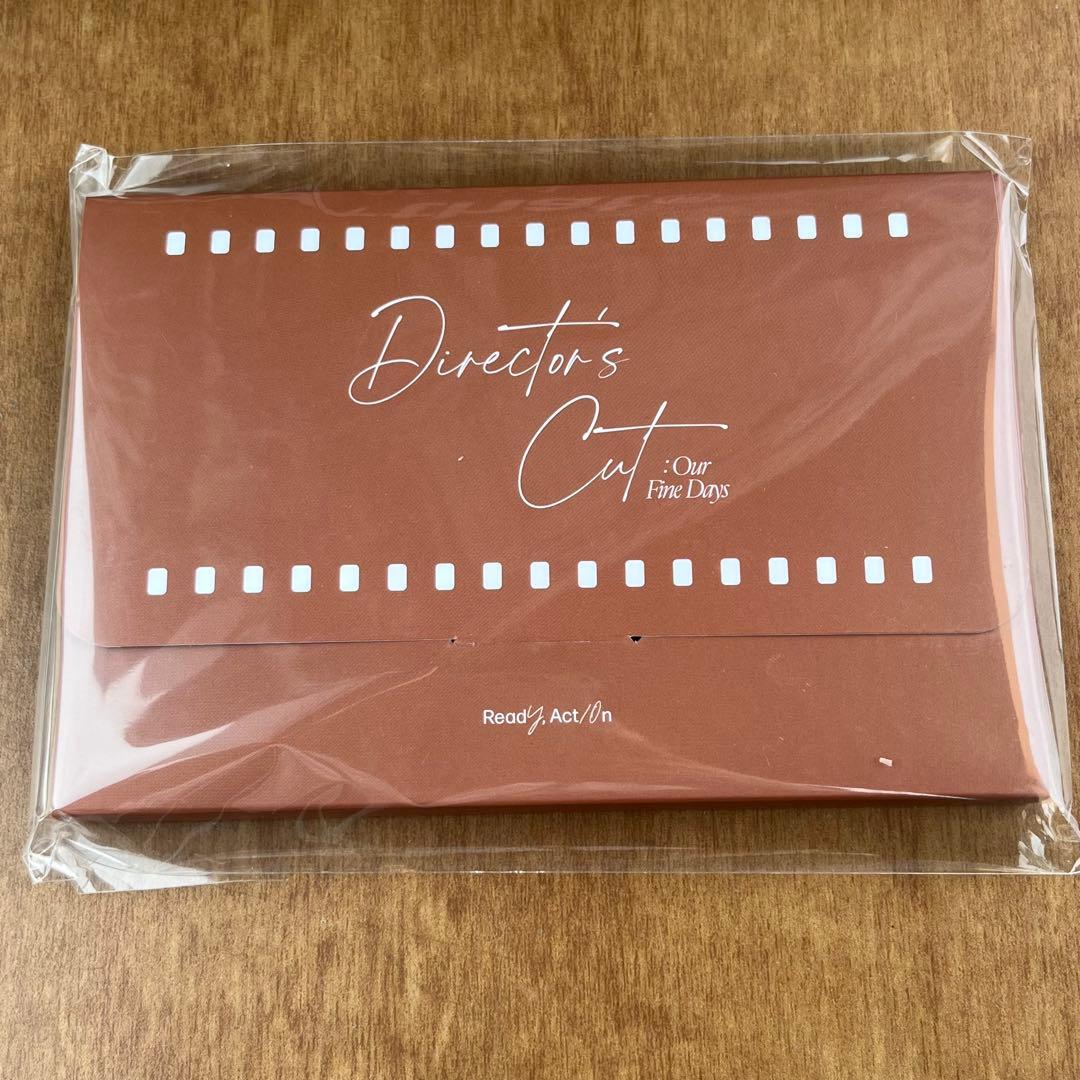 Director's
Cut
: Our
Fine Days
Ready, Act/On